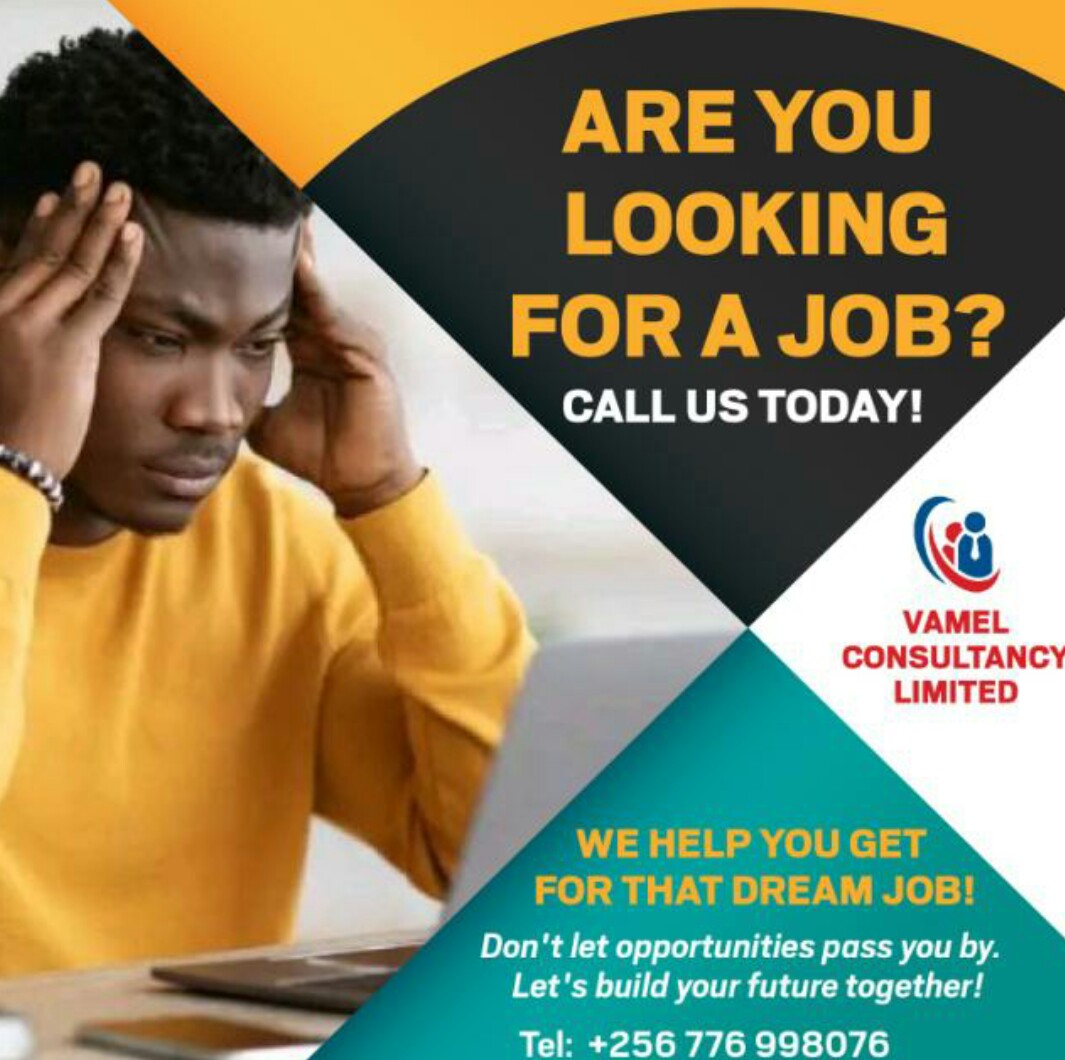 ARE YOU
LOOKING
FOR A JOB?
CALL US TODAY!
VAMEL
CONSULTANCY
LIMITED
WE HELP YOU GET
FOR THAT DREAM JOB!
Don't let opportunities pass you by.
Let's build your future together!
Tel: +256 776 998076